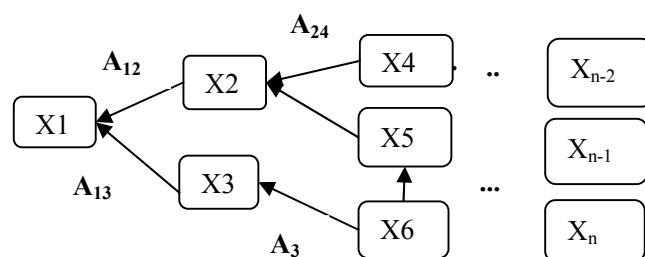 A₂₄
A₁₂
X4
. ..
Xₙ₋₂
X2
X5
X1
Xₙ₋₁
X3
A₁₃
...
X6
Xₙ
A₃